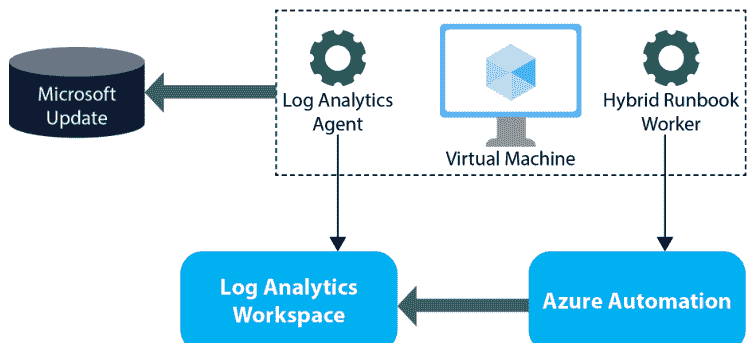 Microsoft
Update
Log Analytics
Agent
Virtual Machine
Hybrid Runbook
Worker
Log Analytics
Workspace
Azure Automation